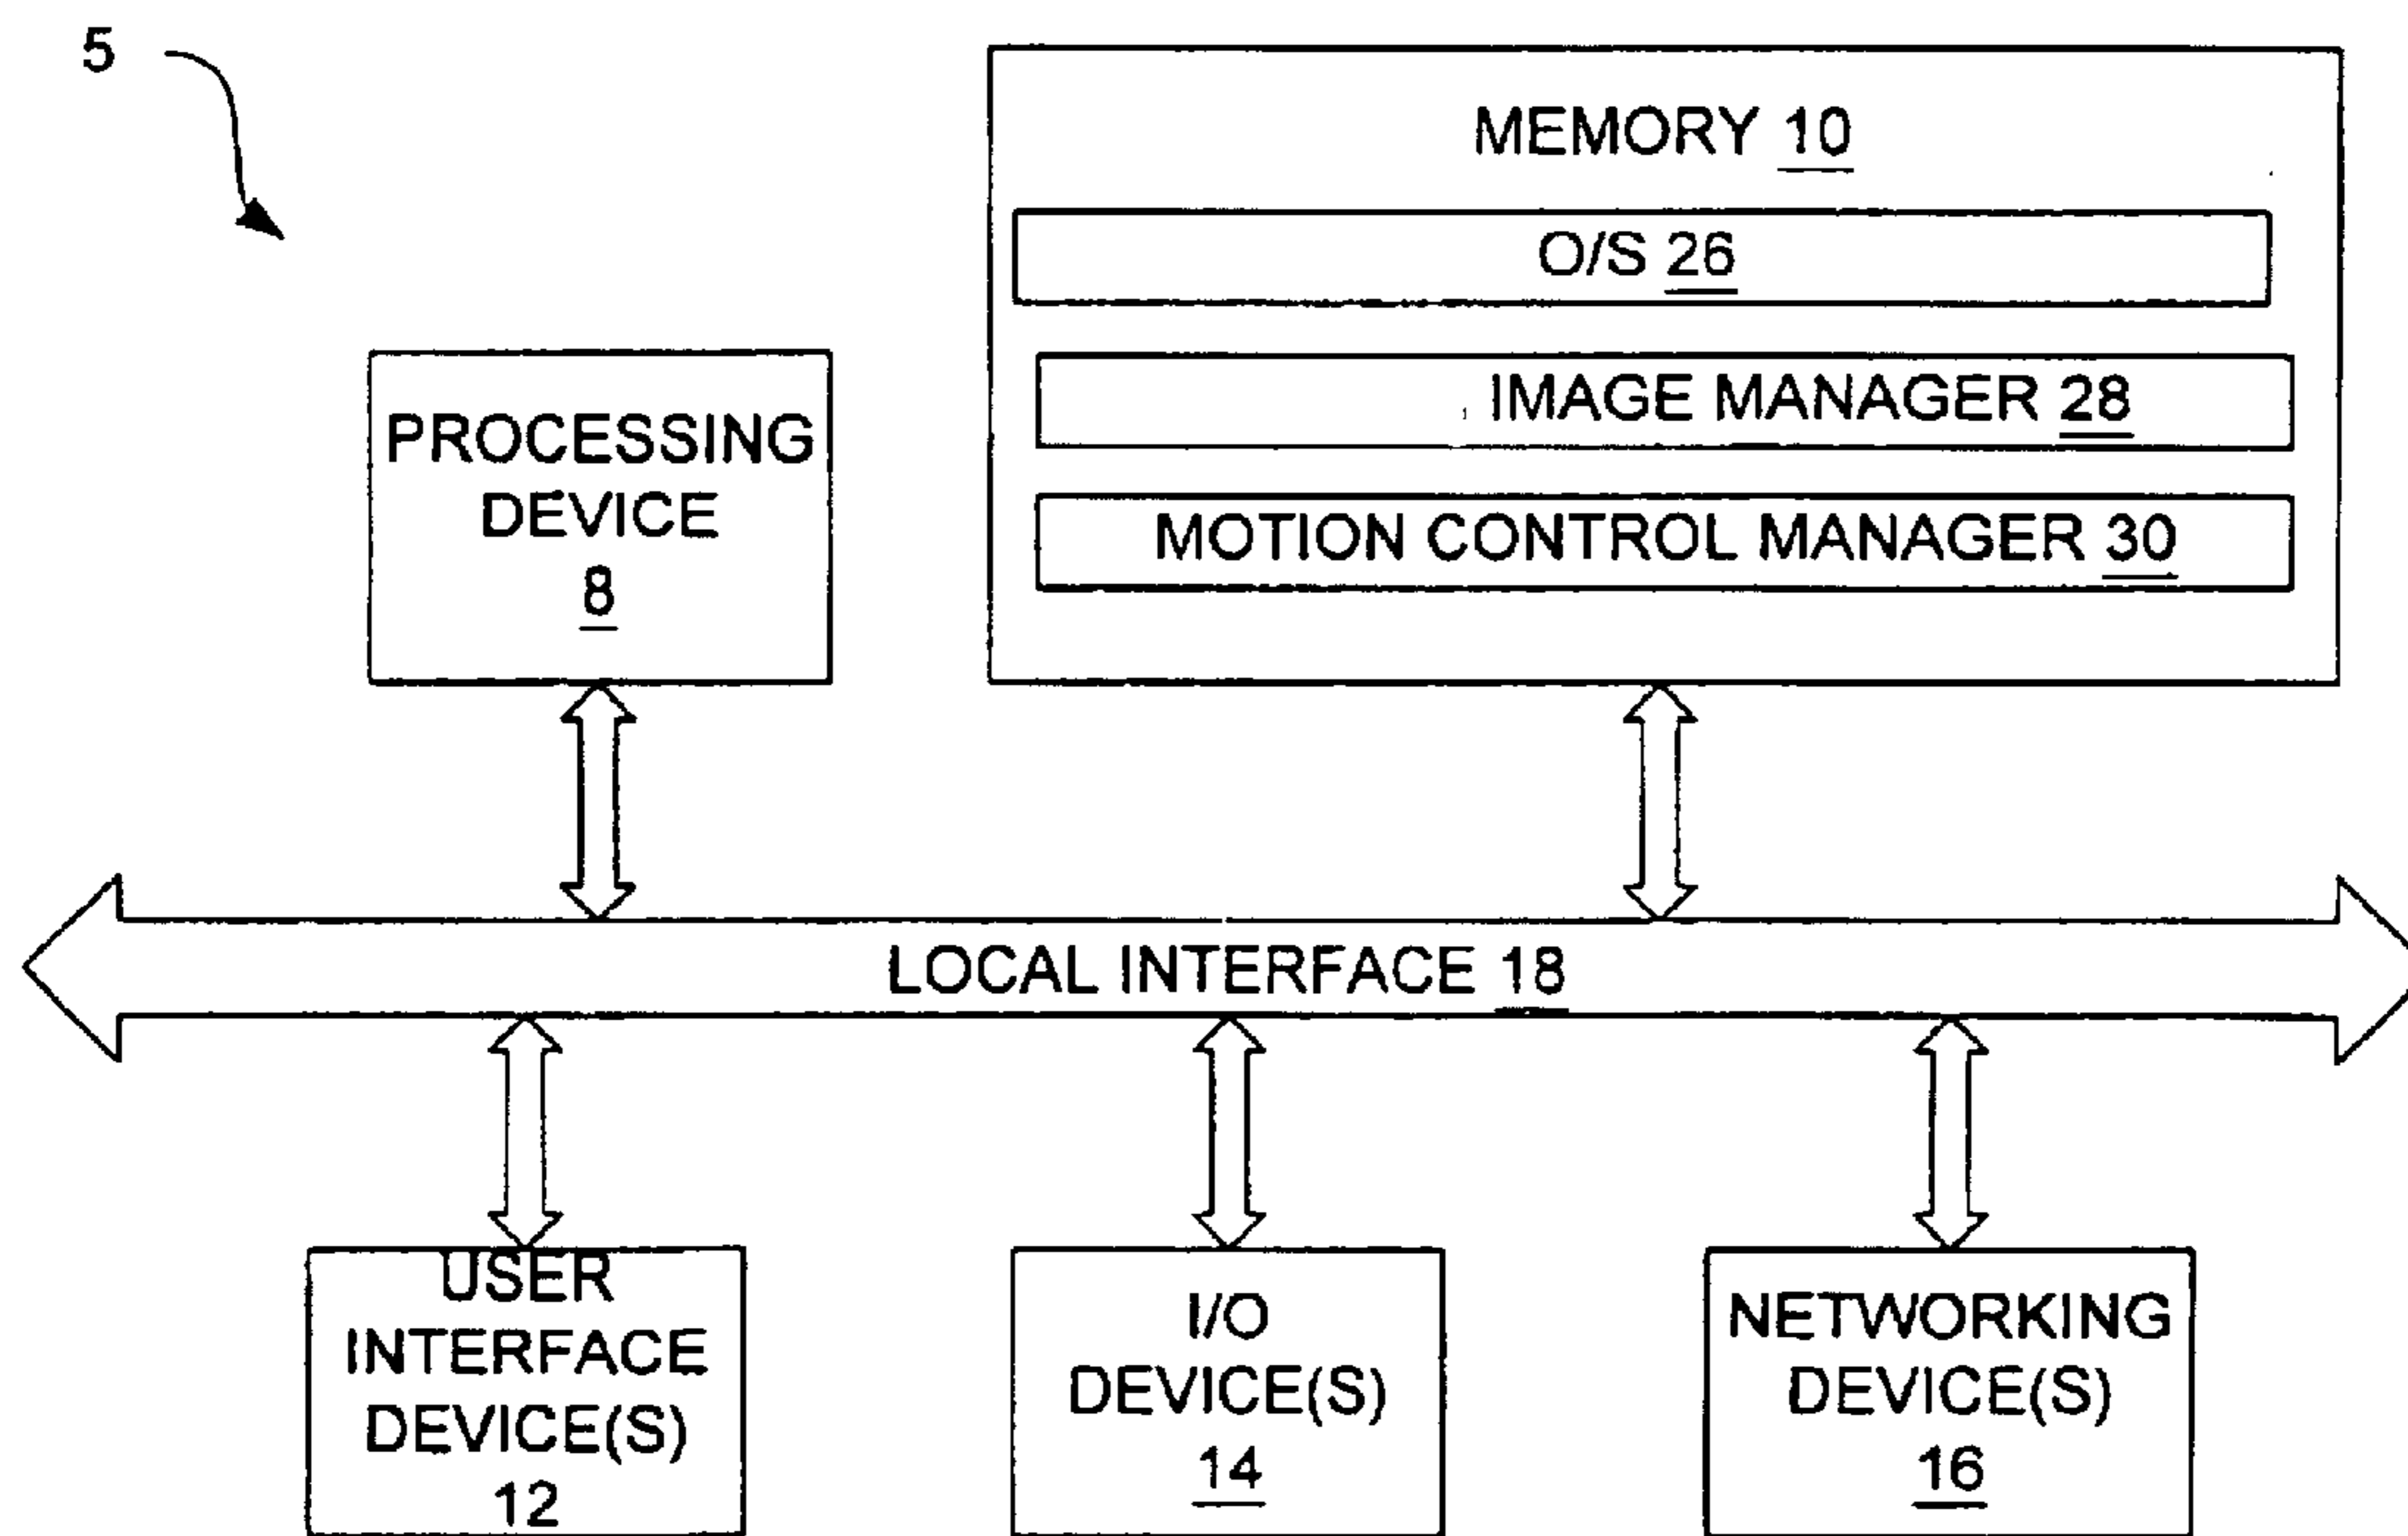 5
MEMORY 10
O/S 26
IMAGE MANAGER 28
MOTION CONTROL MANAGER 30
PROCESSING
DEVICE
8
LOCAL INTERFACE 18
USER
INTERFACE
DEVICE(S)
12
I/O
DEVICE(S)
14
NETWORKING
DEVICE(S)
16